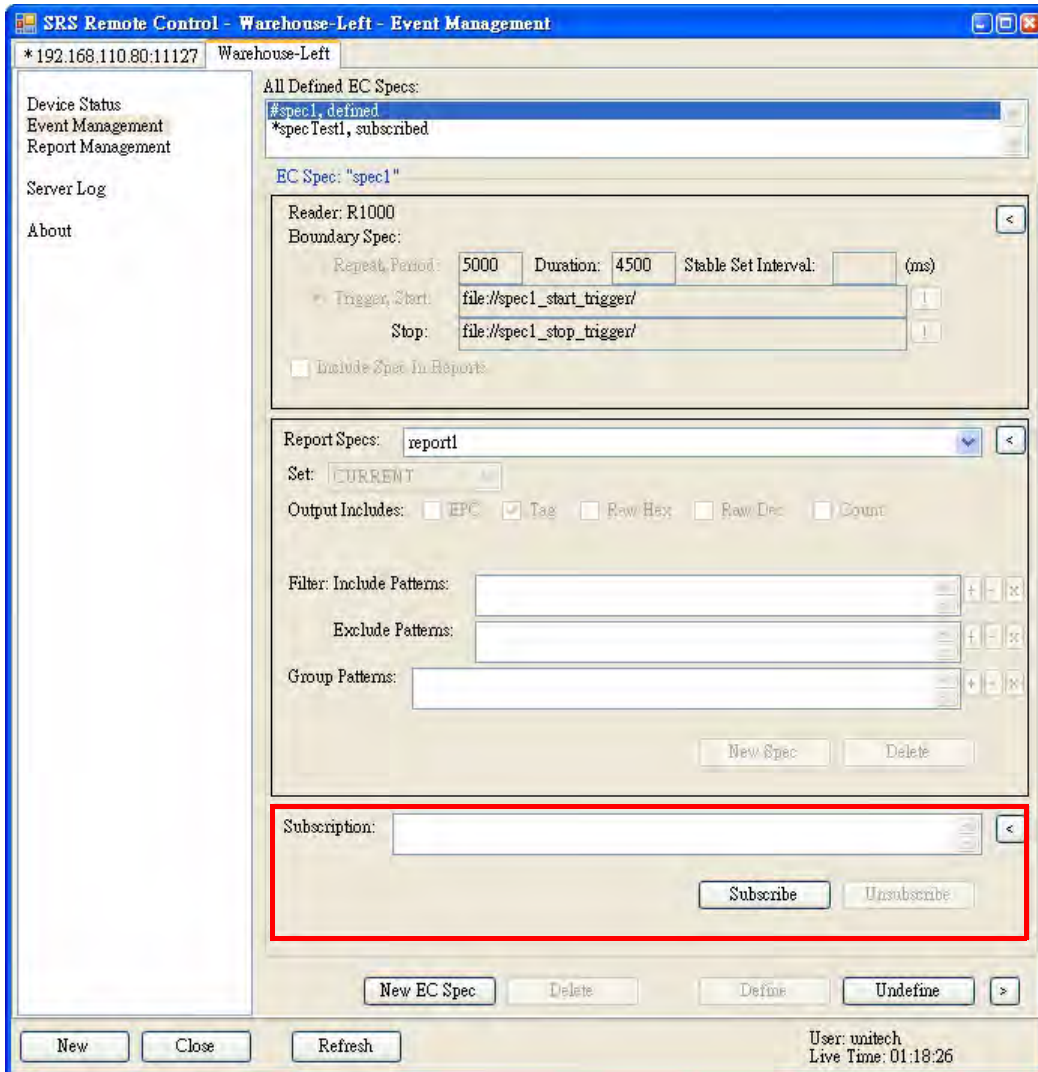 SRS Remote Control - Warehouse-Left - Event Management
*192.168.110.80:11127 Warehouse-Left
Device Status
Event Management
Report Management
Server Log
About
All Defined EC Specs:
#spec1, defined
*specTest1, subscribed
EC Spec: "spec1"
Reader: R1000 <
Boundary Spec:
Repeat, Period: 5000 Duration: 4500 Stable Set Interval: (ms)
Trigger, Start: file://spec1_start_trigger/ !
Stop: file://spec1_stop_trigger/ !
Include Spec In Reports
Report Specs: report1 <
Set: CURRENT
Output Includes: EPC Tag Raw Hex Raw Dec Count
Filter: Include Patterns: + - x
Exclude Patterns: + - x
Group Patterns: + - x
New Spec Delete
Subscription: <
Subscribe Unsubscribe
New EC Spec Delete Define Undefine >
New Close Refresh
User: unitech
Live Time: 01:18:26